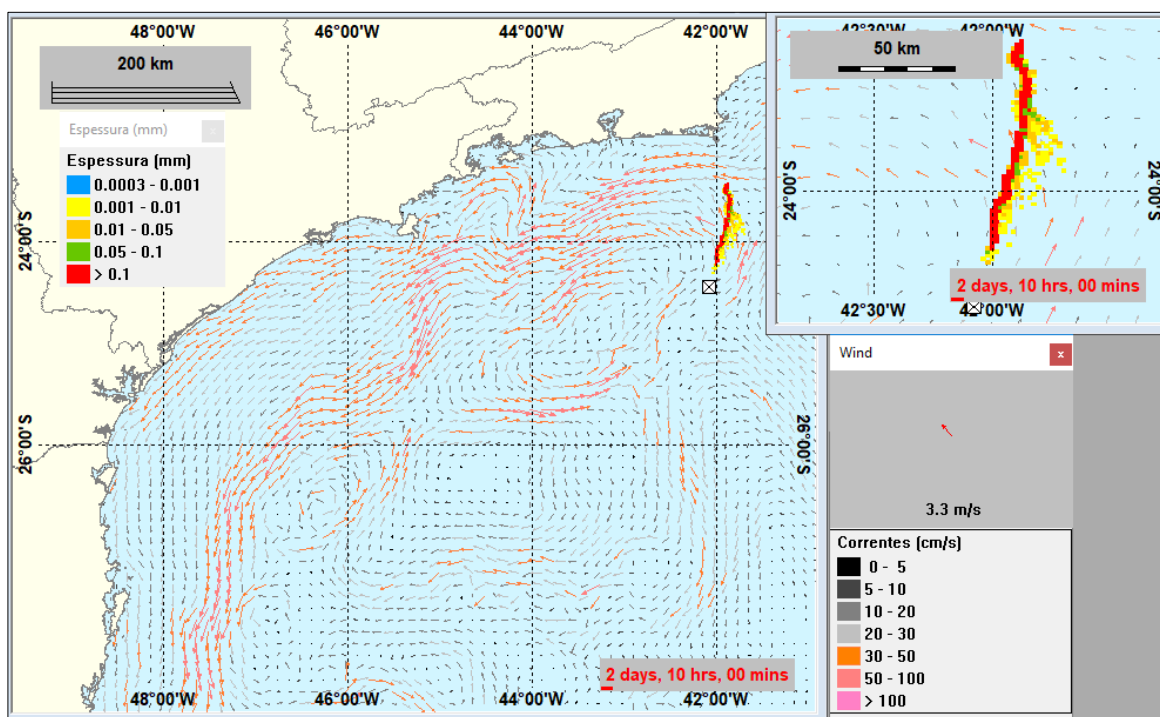 48°00'W
46°00'W
44°00'W
42°00'W
200 km
Espessura (mm)
x
Espessura (mm)
0.0003 - 0.001
0.001 - 0.01
0.01 - 0.05
0.05 - 0.1
> 0.1
24°00'S
26°00'S
26°00'S
48°00'W
46°00'W
44°00'W
42°00'W
2 days, 10 hrs, 00 mins
42°30'W
42°00'W
50 km
24°00'S
24°00'S
2 days, 10 hrs, 00 mins
42°30'W
42°00'W
Wind
x
3.3 m/s
Correntes (cm/s)
0 - 5
5 - 10
10 - 20
20 - 30
30 - 50
50 - 100
> 100